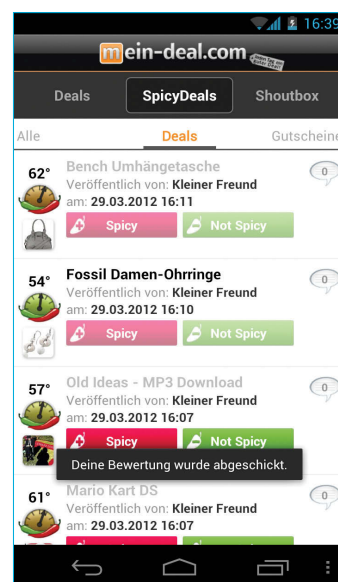 16:39
mein-deal.com
Deals SpicyDeals Shoutbox
Alle Deals Gutscheine
62° Bench Umhängetasche 0
Veröffentlich von: Kleiner Freund
am: 29.03.2012 16:11
Spicy Not Spicy
54° Fossil Damen-Ohrringe 0
Veröffentlich von: Kleiner Freund
am: 29.03.2012 16:10
Spicy Not Spicy
57° Old Ideas - MP3 Download 0
Veröffentlich von: Kleiner Freund
am: 29.03.2012 16:07
Spicy Not Spicy
Deine Bewertung wurde abgeschickt.
61° Mario Kart DS 0
Veröffentlich von: Kleiner Freund
am: 29.03.2012 16:07